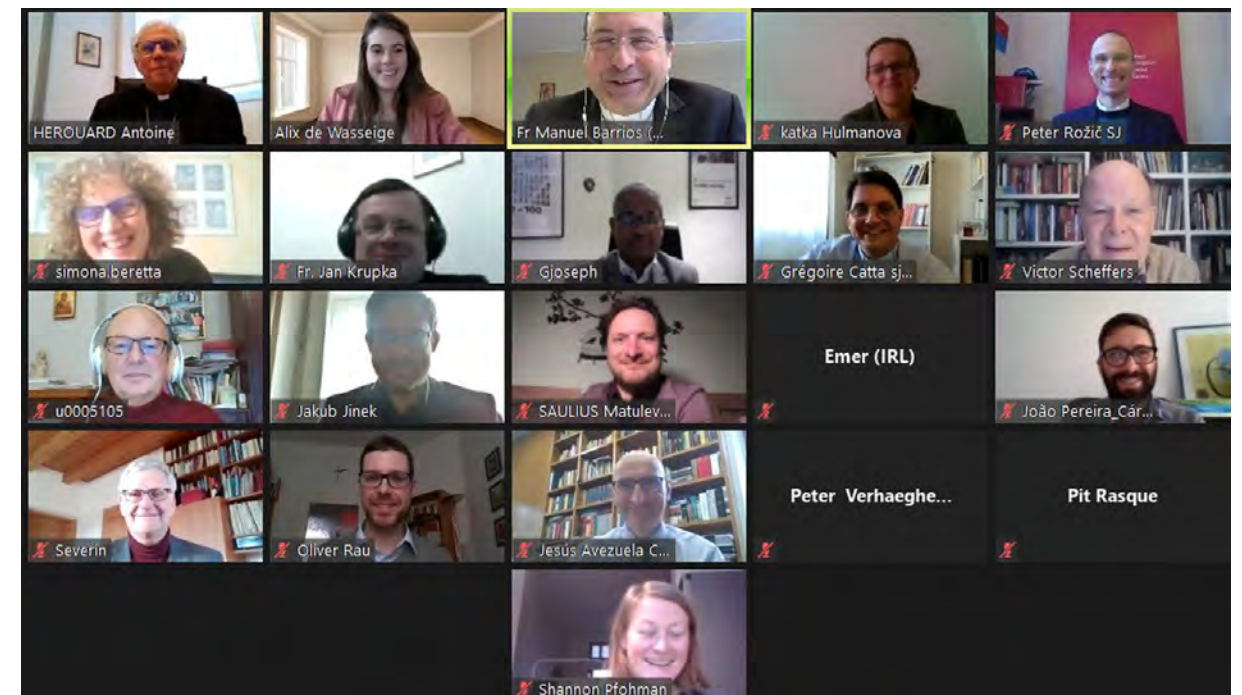 HEROUARD Antoine
Alix de Wasseige
Fr Manuel Barrios (...
katka Hulmanova
Peter Rožič SJ
simona.beretta
Fr. Jan Krupka
Gjoseph
Grégoire Catta sj...
Victor Scheffers
u0005105
Jakub Jinek
SAULIUS Matulev...
Emer (IRL)
João Pereira_Cár...
Severin
Oliver Rau
Jesús Avezuela C...
Peter Verhaeghe...
Pit Rasque
Shannon Pfohman